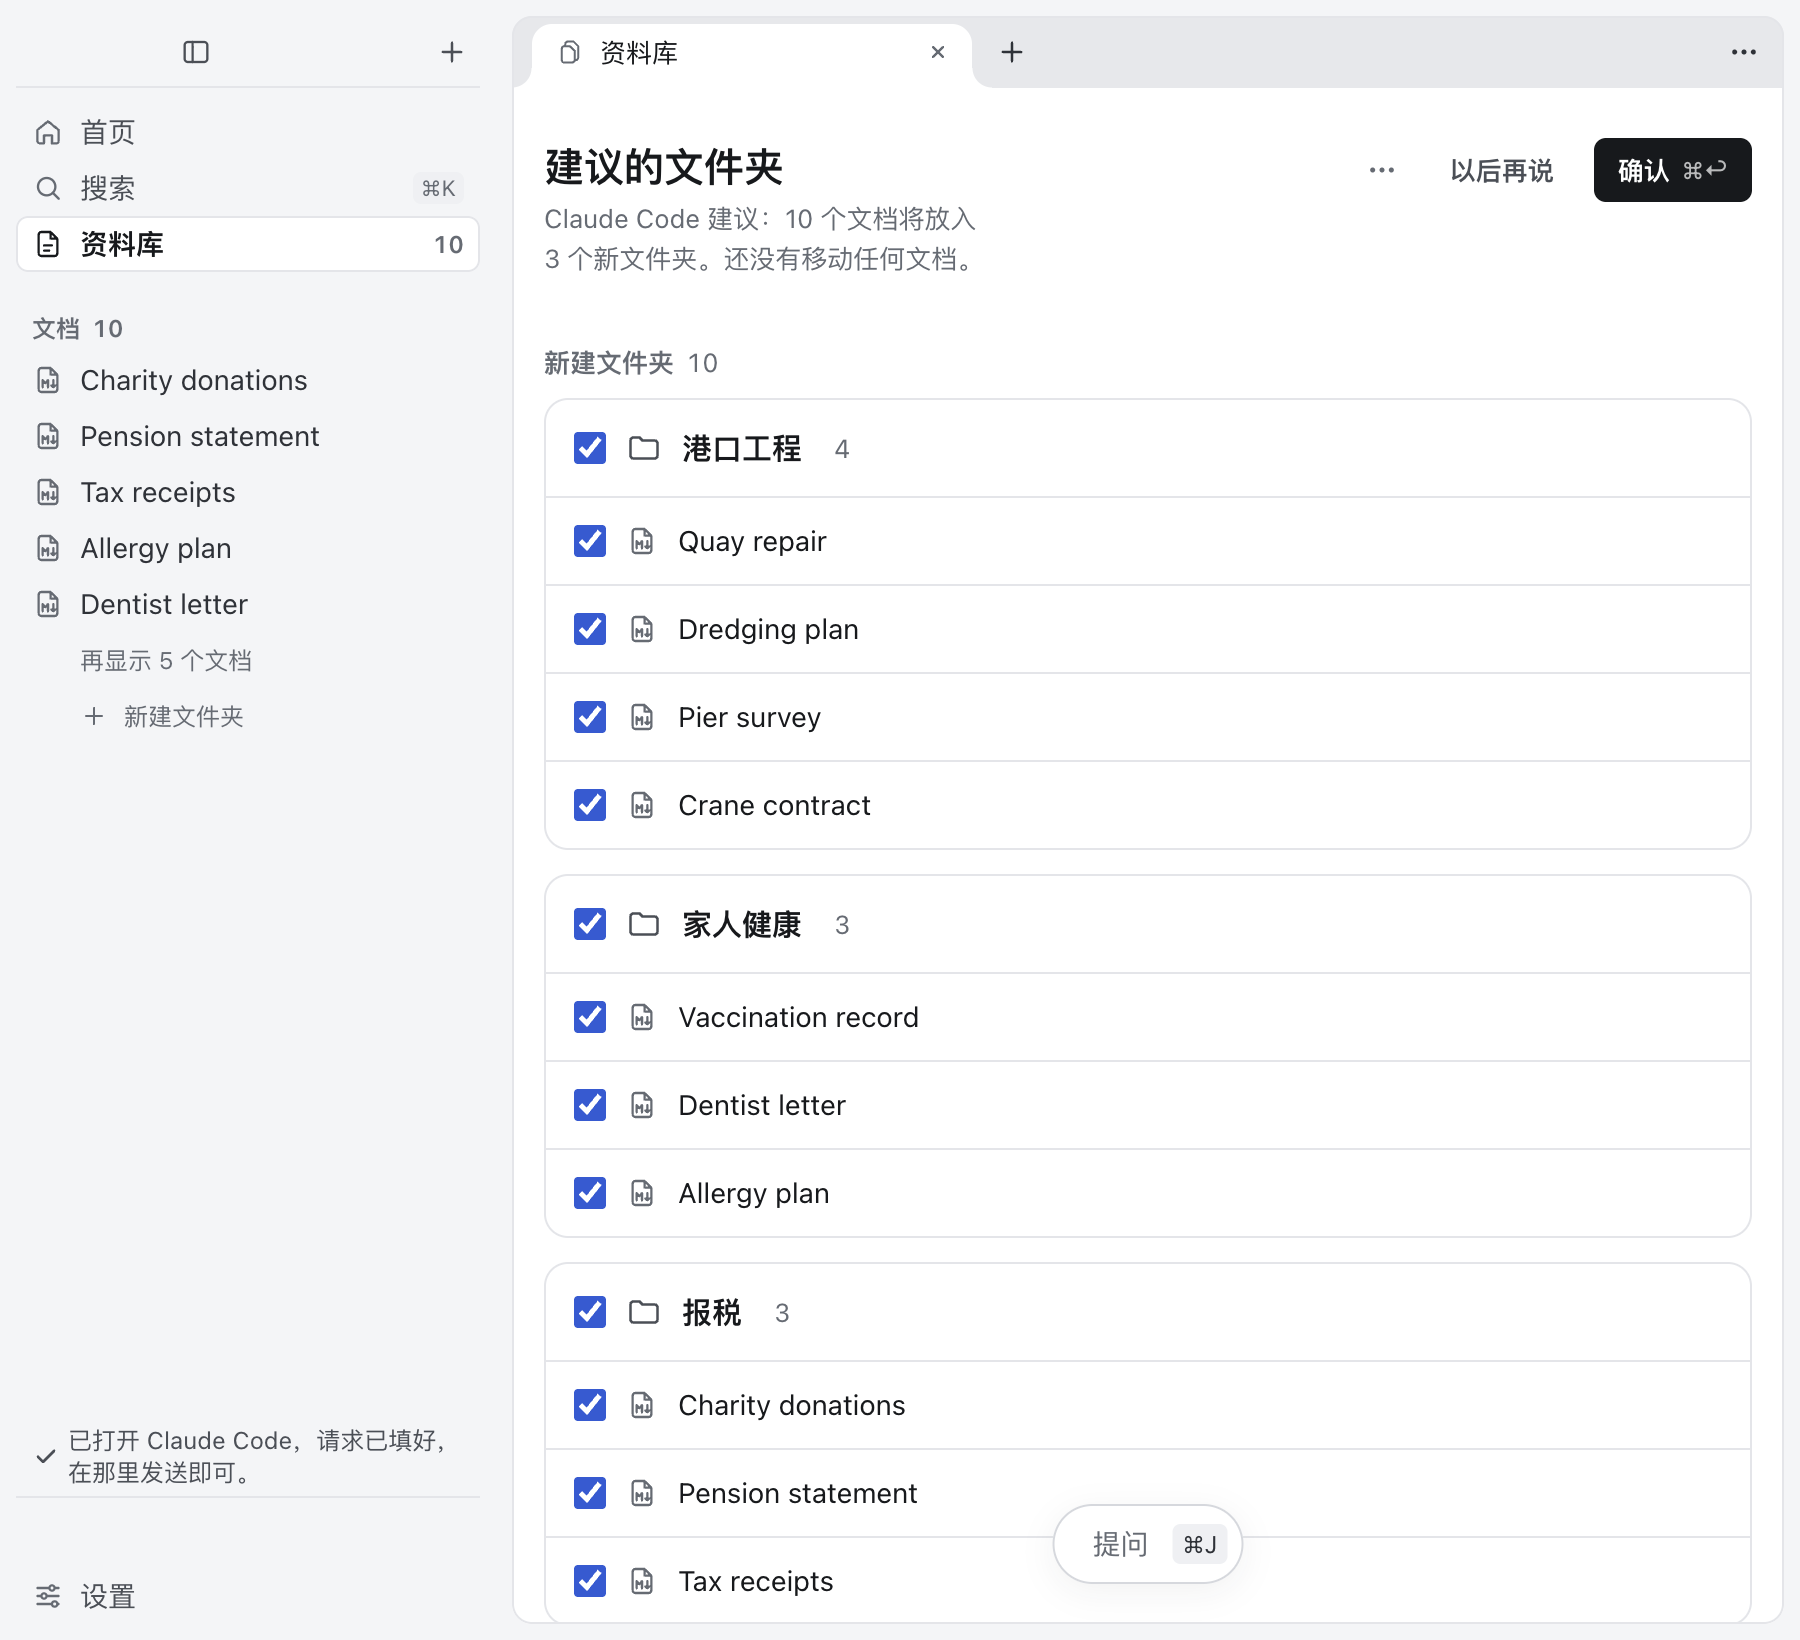 首页
搜索 ⌘K
资料库 10
文档 10
Charity donations
Pension statement
Tax receipts
Allergy plan
Dentist letter
再显示 5 个文档
新建文件夹
已打开 Claude Code，请求已填好，
在那里发送即可。
设置
资料库
建议的文件夹
以后再说
确认 ⌘↩
Claude Code 建议：10 个文档将放入
3 个新文件夹。还没有移动任何文档。
新建文件夹 10
港口工程 4
Quay repair
Dredging plan
Pier survey
Crane contract
家人健康 3
Vaccination record
Dentist letter
Allergy plan
报税 3
Charity donations
Pension statement
Tax receipts
提问 ⌘J